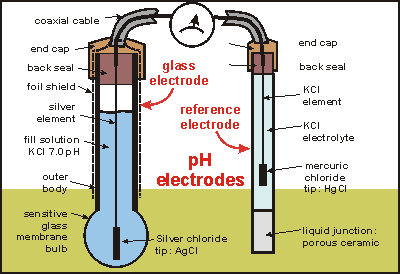 coaxial cable
end cap
back seal
foil shield
silver
element
fill solution
KCl 7.0 pH
outer
body
sensitive
glass
membrane
bulb
glass
electrode
reference
electrode
pH
electrodes
Silver chloride
tip: AgCl
end cap
back seal
KCl
element
KCl
electrolyte
mercuric
chloride
tip: HgCl
liquid junction:
porous ceramic